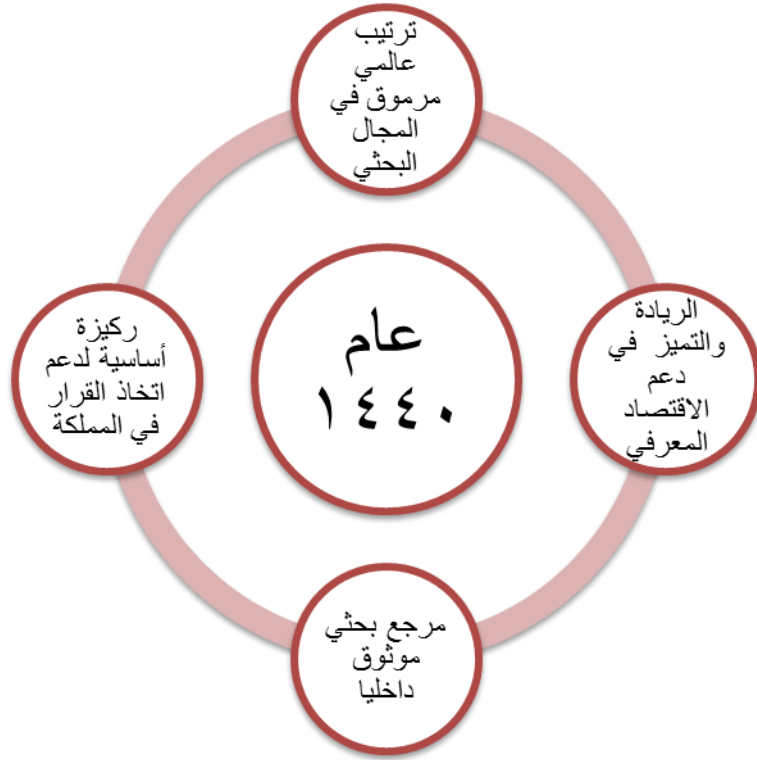 ترتيب
عالمي
مرموق في
المجال
البحثي
الريادة
والتميز في
دعم
الاقتصاد
المعرفي
عام
١٤٤٠
ركيزة
أساسية لدعم
اتخاذ القرار
في المملكة
مرجع بحثي
موثوق
داخليا